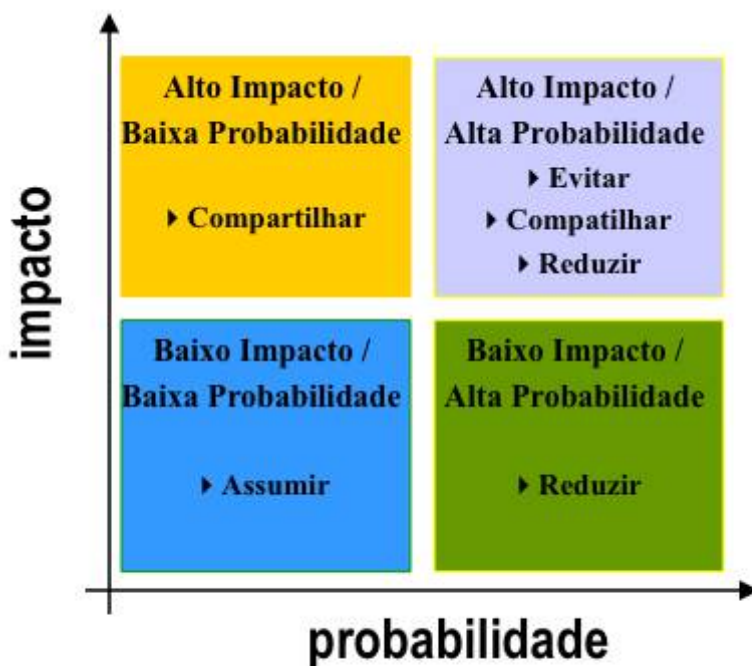 impacto
Alto Impacto /
Baixa Probabilidade
▸ Compartilhar
Alto Impacto /
Alta Probabilidade
▸ Evitar
▸ Compatilhar
▸ Reduzir
Baixo Impacto /
Baixa Probabilidade
▸ Assumir
Baixo Impacto /
Alta Probabilidade
▸ Reduzir
probabilidade